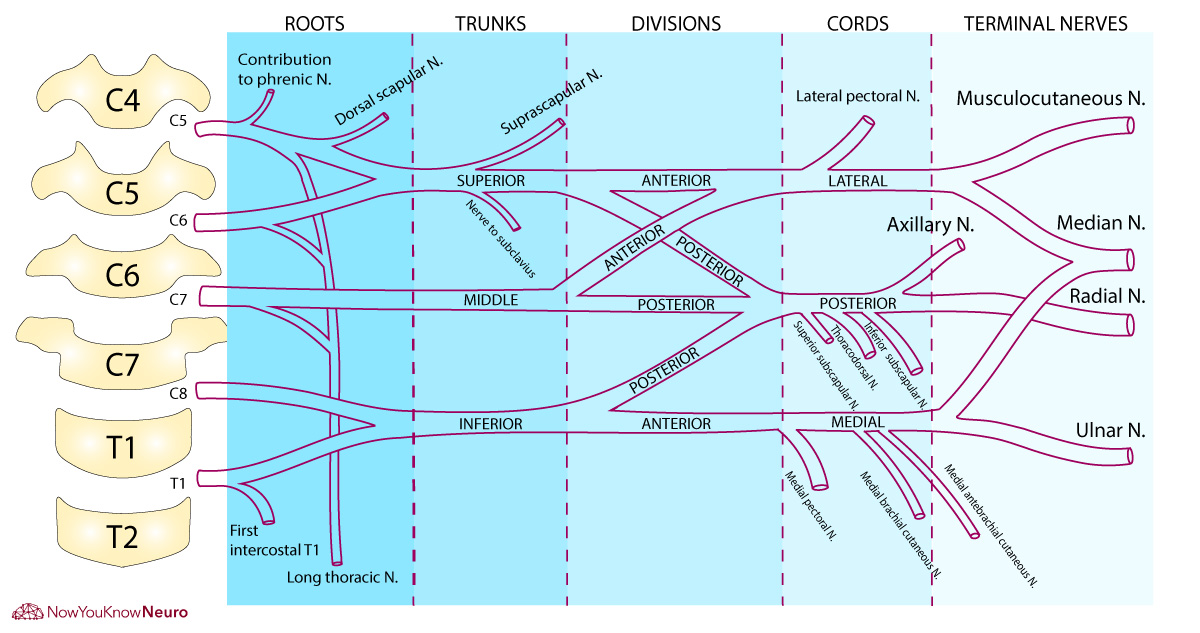 ROOTS
TRUNKS
DIVISIONS
CORDS
TERMINAL NERVES
Contribution
to phrenic N.
Dorsal scapular N.
Suprascapular N.
Lateral pectoral N.
Musculocutaneous N.
C4
C5
C5
C6
SUPERIOR
ANTERIOR
LATERAL
Nerve to subclavius
Axillary N.
Median N.
ANTERIOR
POSTERIOR
C6
C7
MIDDLE
POSTERIOR
POSTERIOR
Radial N.
Superior subscapular N.
Thoracodorsal N.
Inferior subscapular N.
C7
C8
POSTERIOR
INFERIOR
ANTERIOR
MEDIAL
Ulnar N.
T1
T1
Medial pectoral N.
Medial brachial cutaneous N.
Medial antebrachial cutaneous N.
T2
First
intercostal T1
Long thoracic N.
NowYouKnowNeuro